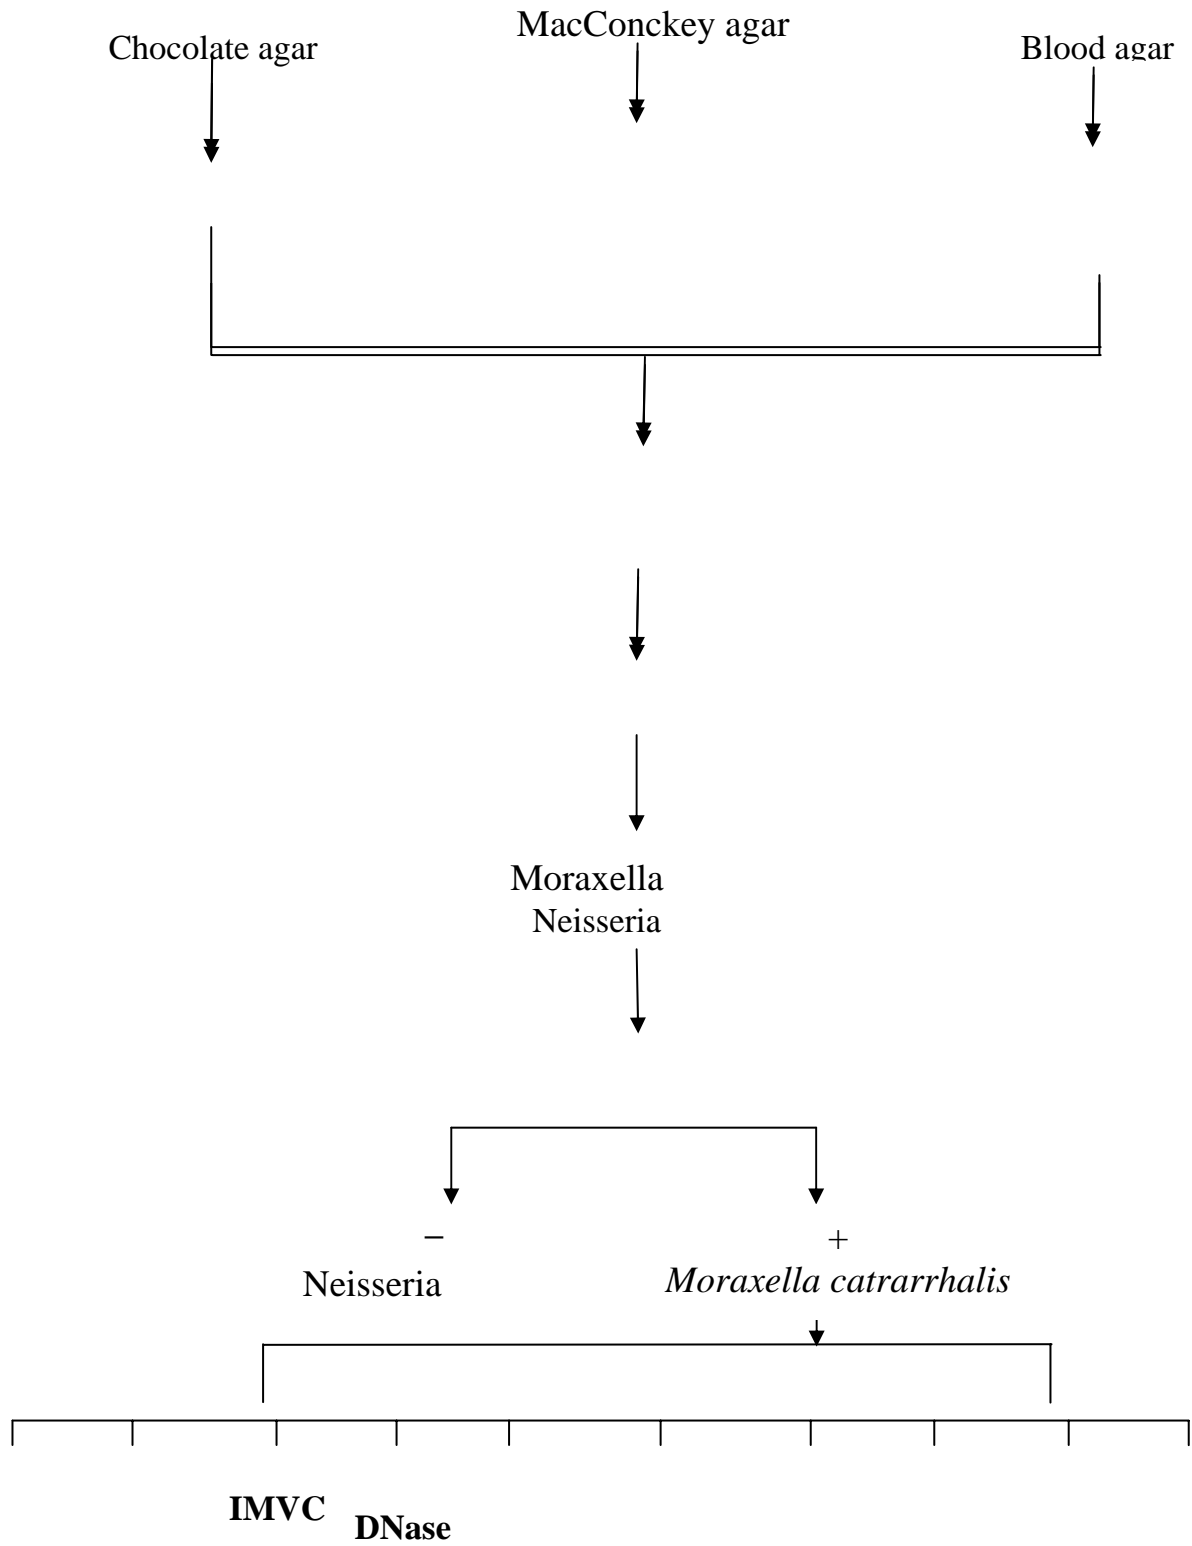 MacConckey agar
Chocolate agar
Blood agar
Moraxella
Neisseria
− +
Neisseria Moraxella catrarrhalis
IMVC
DNase